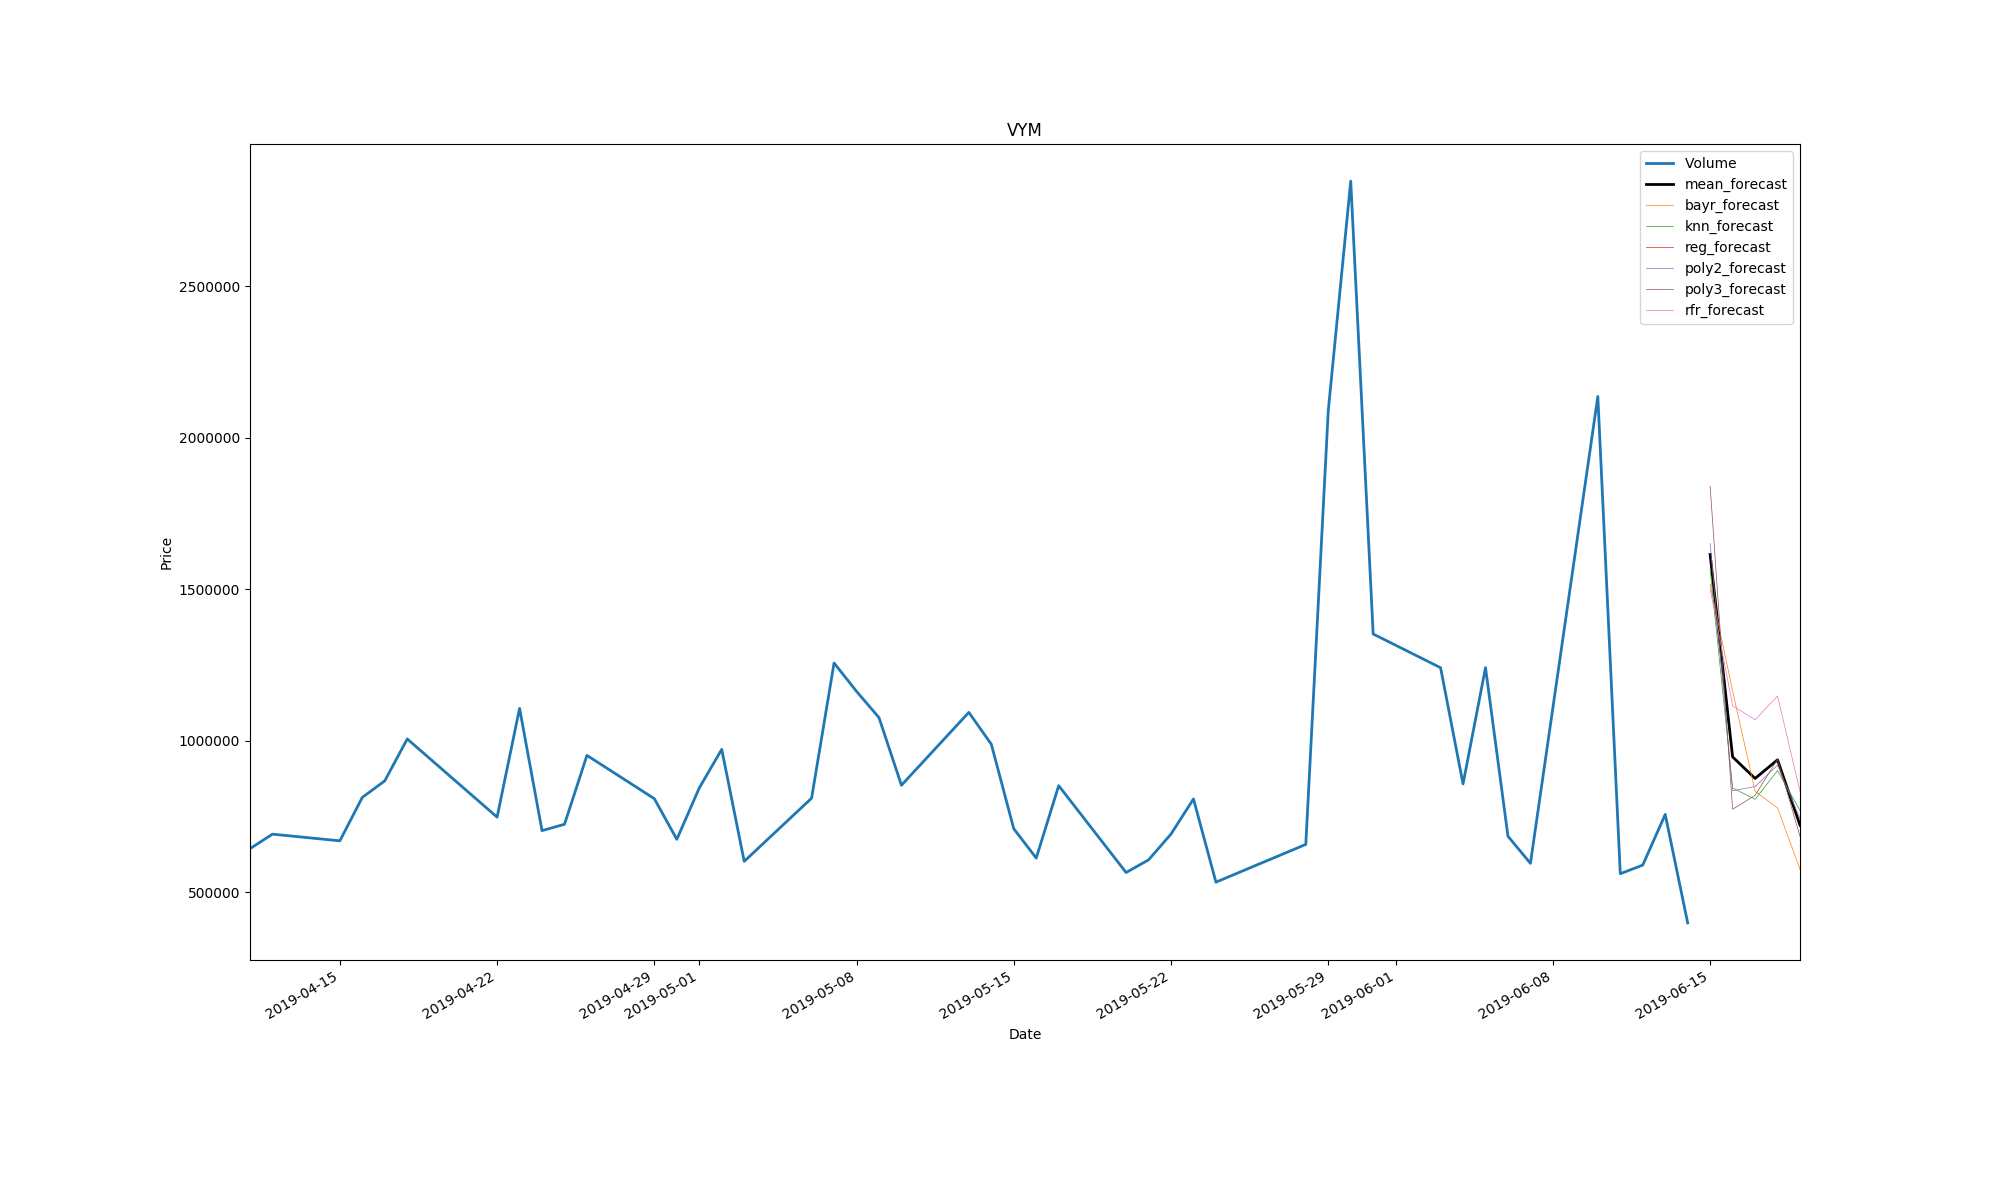 VYM
Volume
mean_forecast
bayr_forecast
knn_forecast
reg_forecast
poly2_forecast
poly3_forecast
rfr_forecast
2500000
2000000
1500000
1000000
500000
Price
2019-04-15
2019-04-22
2019-04-29
2019-05-01
2019-05-08
2019-05-15
2019-05-22
2019-05-29
2019-06-01
2019-06-08
2019-06-15
Date